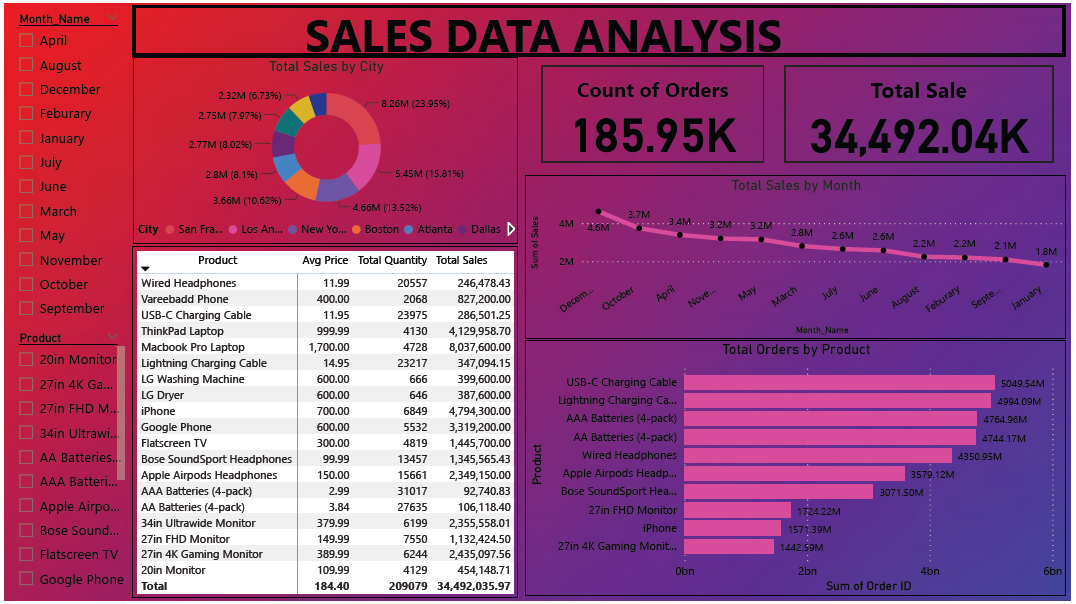 SALES DATA ANALYSIS
Month_Name
April
August
December
Feburary
January
July
June
March
May
November
October
September
Product
20in Monitor
27in 4K Ga...
27in FHD M...
34in Ultrawi...
AA Batteries...
AAA Batteri...
Apple Airpo...
Bose Sound...
Flatscreen TV
Google Phone
Total Sales by City
8.26M (23.95%)
5.45M (15.81%)
4.66M (13.52%)
3.66M (10.62%)
2.8M (8.1%)
2.77M (8.02%)
2.75M (7.97%)
2.32M (6.73%)
City San Fra... Los An... New Yo... Boston Atlanta Dallas
Count of Orders
185.95K
Total Sale
34,492.04K
Product Avg Price Total Quantity Total Sales
Wired Headphones 11.99 20557 246,478.43
Vareebadd Phone 400.00 2068 827,200.00
USB-C Charging Cable 11.95 23975 286,501.25
ThinkPad Laptop 999.99 4130 4,129,958.70
Macbook Pro Laptop 1,700.00 4728 8,037,600.00
Lightning Charging Cable 14.95 23217 347,094.15
LG Washing Machine 600.00 666 399,600.00
LG Dryer 600.00 646 387,600.00
iPhone 700.00 6849 4,794,300.00
Google Phone 600.00 5532 3,319,200.00
Flatscreen TV 300.00 4819 1,445,700.00
Bose SoundSport Headphones 99.99 13457 1,345,565.43
Apple Airpods Headphones 150.00 15661 2,349,150.00
AAA Batteries (4-pack) 2.99 31017 92,740.83
AA Batteries (4-pack) 3.84 27635 106,118.40
34in Ultrawide Monitor 379.99 6199 2,355,558.01
27in FHD Monitor 149.99 7550 1,132,424.50
27in 4K Gaming Monitor 389.99 6244 2,435,097.56
20in Monitor 109.99 4129 454,148.71
Total 184.40 209079 34,492,035.97
Total Sales by Month
Sum of Sales
4M
2M
4.6M 3.7M 3.4M 3.2M 3.2M 2.8M 2.6M 2.6M 2.2M 2.2M 2.1M 1.8M
Decem... October April Nove... May March July June August Feburary Septe... January
Month_Name
Total Orders by Product
Product
USB-C Charging Cable 5049.54M
Lightning Charging Ca... 4994.09M
AAA Batteries (4-pack) 4764.96M
AA Batteries (4-pack) 4744.17M
Wired Headphones 4350.95M
Apple Airpods Headp... 3579.12M
Bose SoundSport Hea... 3071.50M
27in FHD Monitor 1724.22M
iPhone 1571.39M
27in 4K Gaming Monit... 1442.59M
0bn 2bn 4bn 6bn
Sum of Order ID